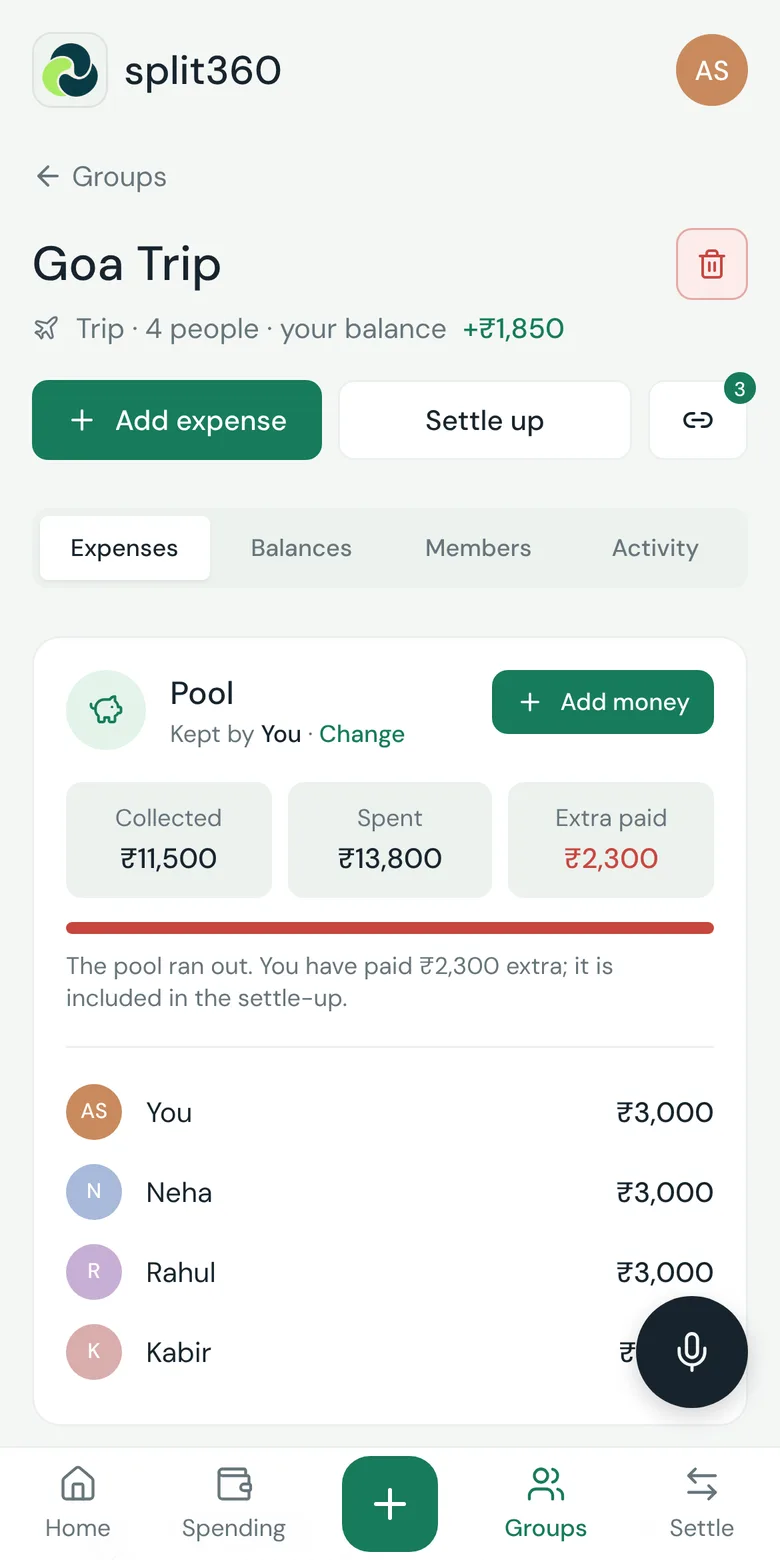 split360
AS
Groups
Goa Trip
Trip · 4 people · your balance +₹1,850
+ Add expense
Settle up
3
Expenses
Balances
Members
Activity
Pool
Kept by You · Change
+ Add money
Collected
₹11,500
Spent
₹13,800
Extra paid
₹2,300
The pool ran out. You have paid ₹2,300 extra; it is
included in the settle-up.
AS You ₹3,000
N Neha ₹3,000
R Rahul ₹3,000
K Kabir ₹
Home
Spending
Groups
Settle